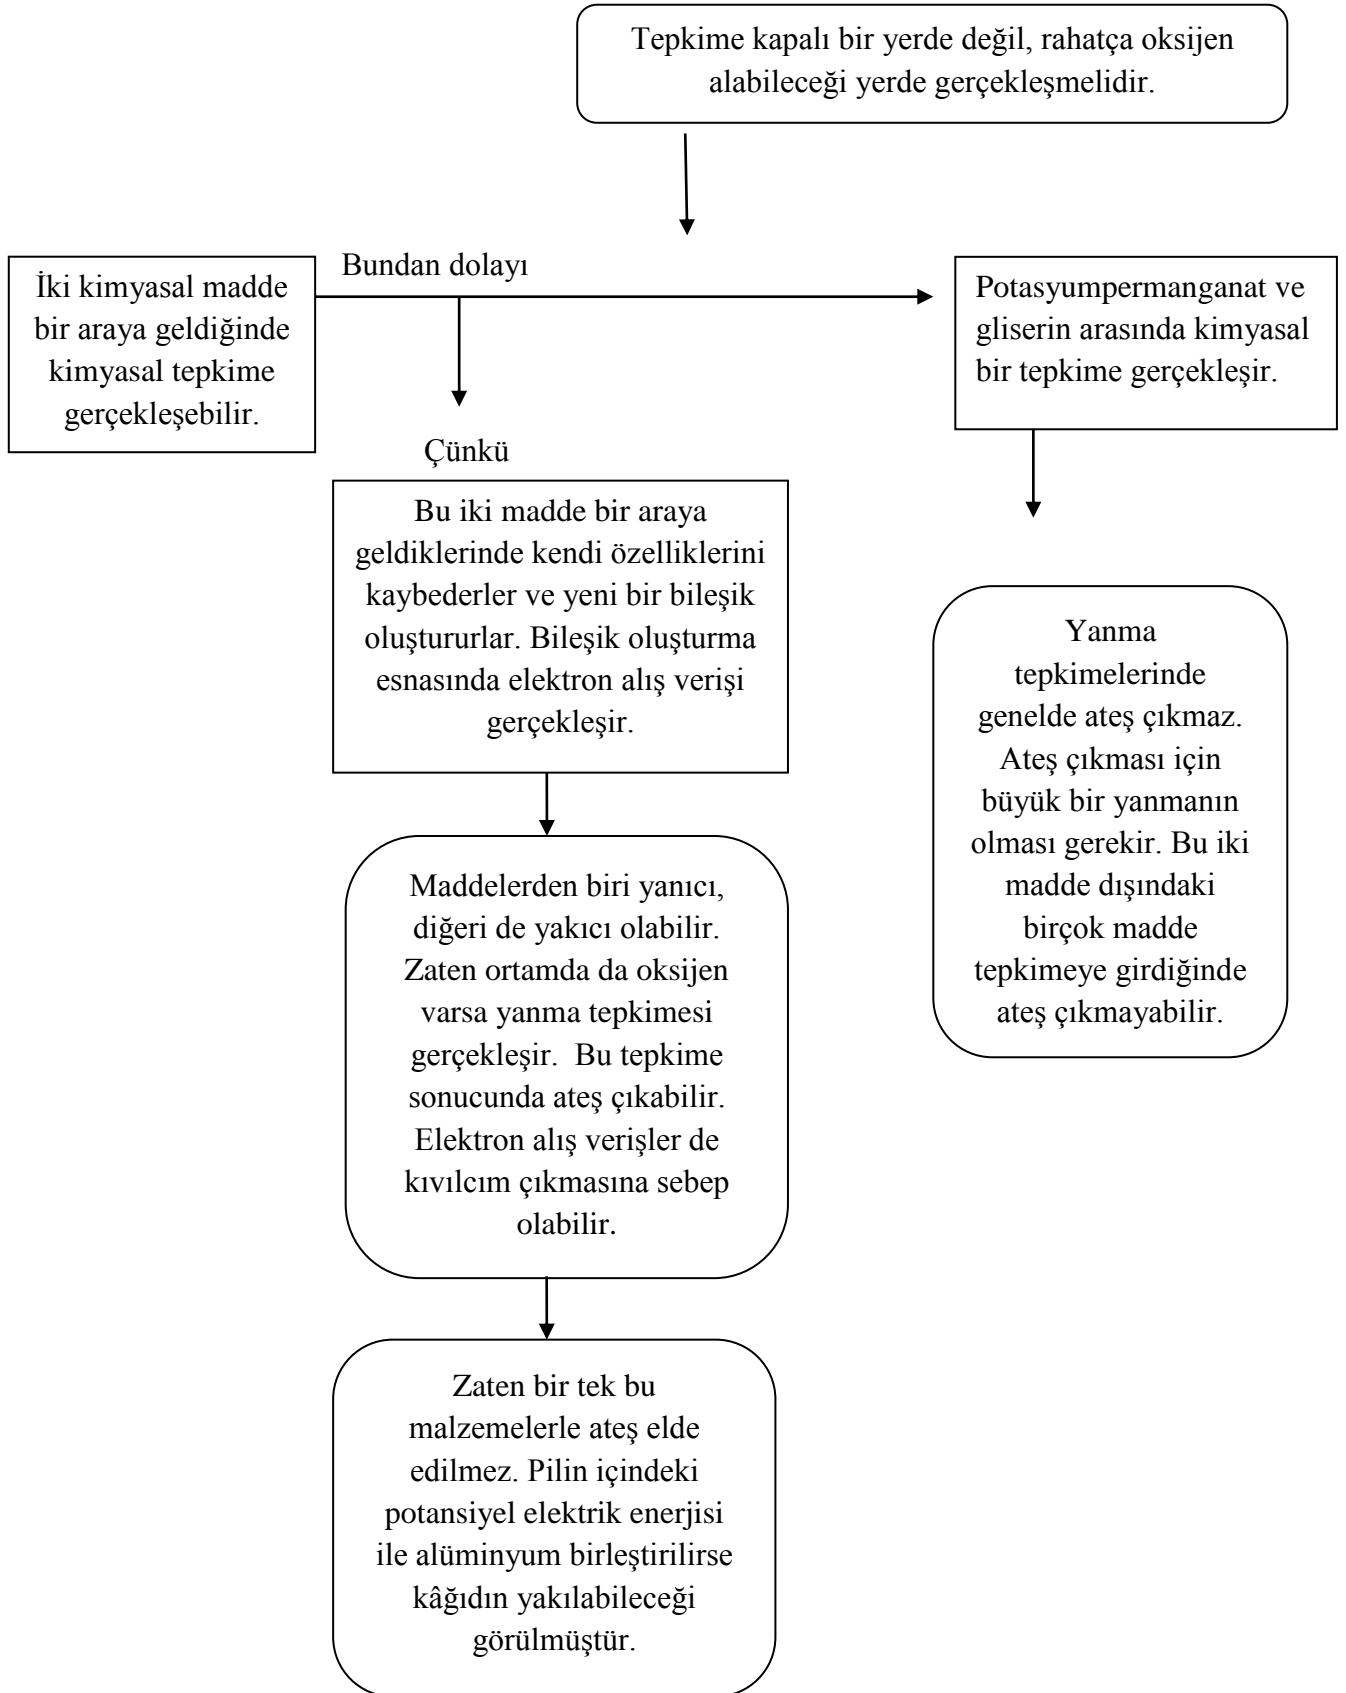 Tepkime kapalı bir yerde değil, rahatça oksijen
alabileceği yerde gerçekleşmelidir.
İki kimyasal madde
bir araya geldiğinde
kimyasal tepkime
gerçekleşebilir.
Bundan dolayı
Potasyumpermanganat ve
gliserin arasında kimyasal
bir tepkime gerçekleşir.
Çünkü
Bu iki madde bir araya
geldiklerinde kendi özelliklerini
kaybederler ve yeni bir bileşik
oluştururlar. Bileşik oluşturma
esnasında elektron alış verişi
gerçekleşir.
Yanma
tepkimelerinde
genelde ateş çıkmaz.
Ateş çıkması için
büyük bir yanmanın
olması gerekir. Bu iki
madde dışındaki
birçok madde
tepkimeye girdiğinde
ateş çıkmayabilir.
Maddelerden biri yanıcı,
diğeri de yakıcı olabilir.
Zaten ortamda da oksijen
varsa yanma tepkimesi
gerçekleşir. Bu tepkime
sonucunda ateş çıkabilir.
Elektron alış verişler de
kıvılcım çıkmasına sebep
olabilir.
Zaten bir tek bu
malzemelerle ateş elde
edilmez. Pilin içindeki
potansiyel elektrik enerjisi
ile alüminyum birleştirilirse
kâğıdın yakılabileceği
görülmüştür.